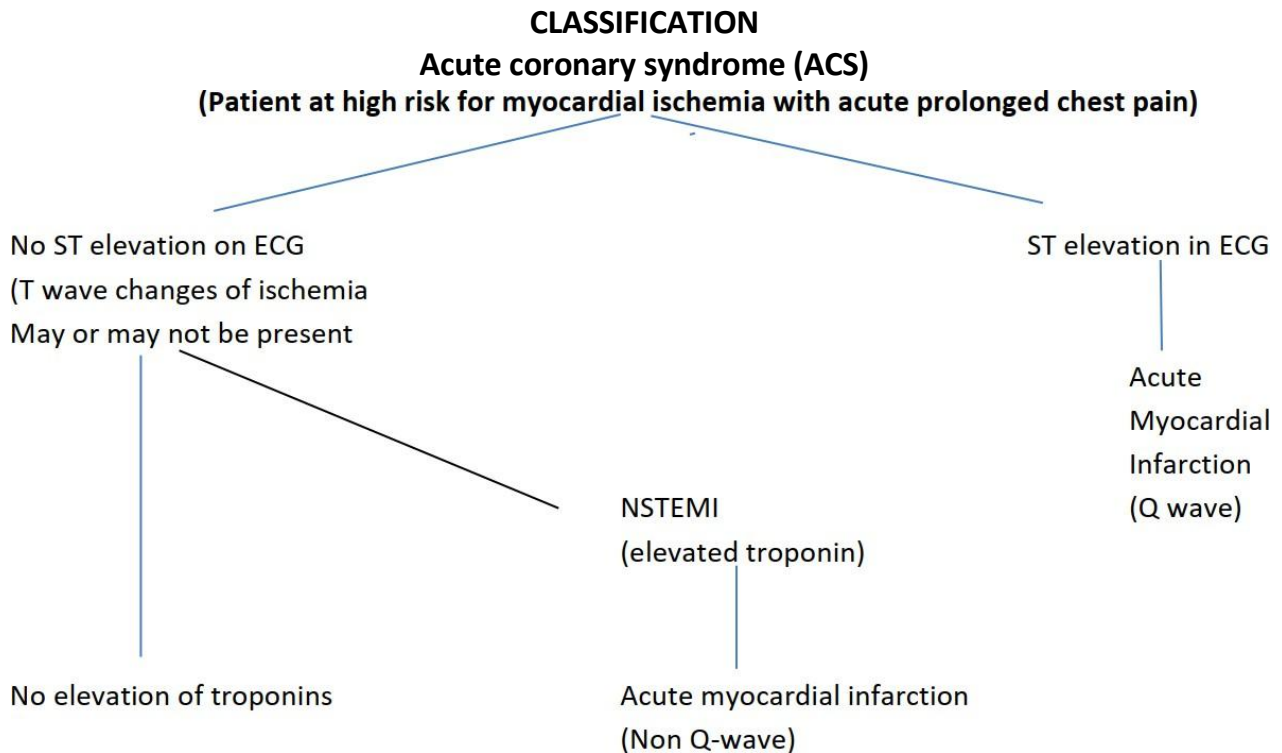 CLASSIFICATION
Acute coronary syndrome (ACS)
(Patient at high risk for myocardial ischemia with acute prolonged chest pain)
No ST elevation on ECG
(T wave changes of ischemia
May or may not be present
ST elevation in ECG
Acute
Myocardial
Infarction
(Q wave)
NSTEMI
(elevated troponin)
No elevation of troponins
Acute myocardial infarction
(Non Q-wave)